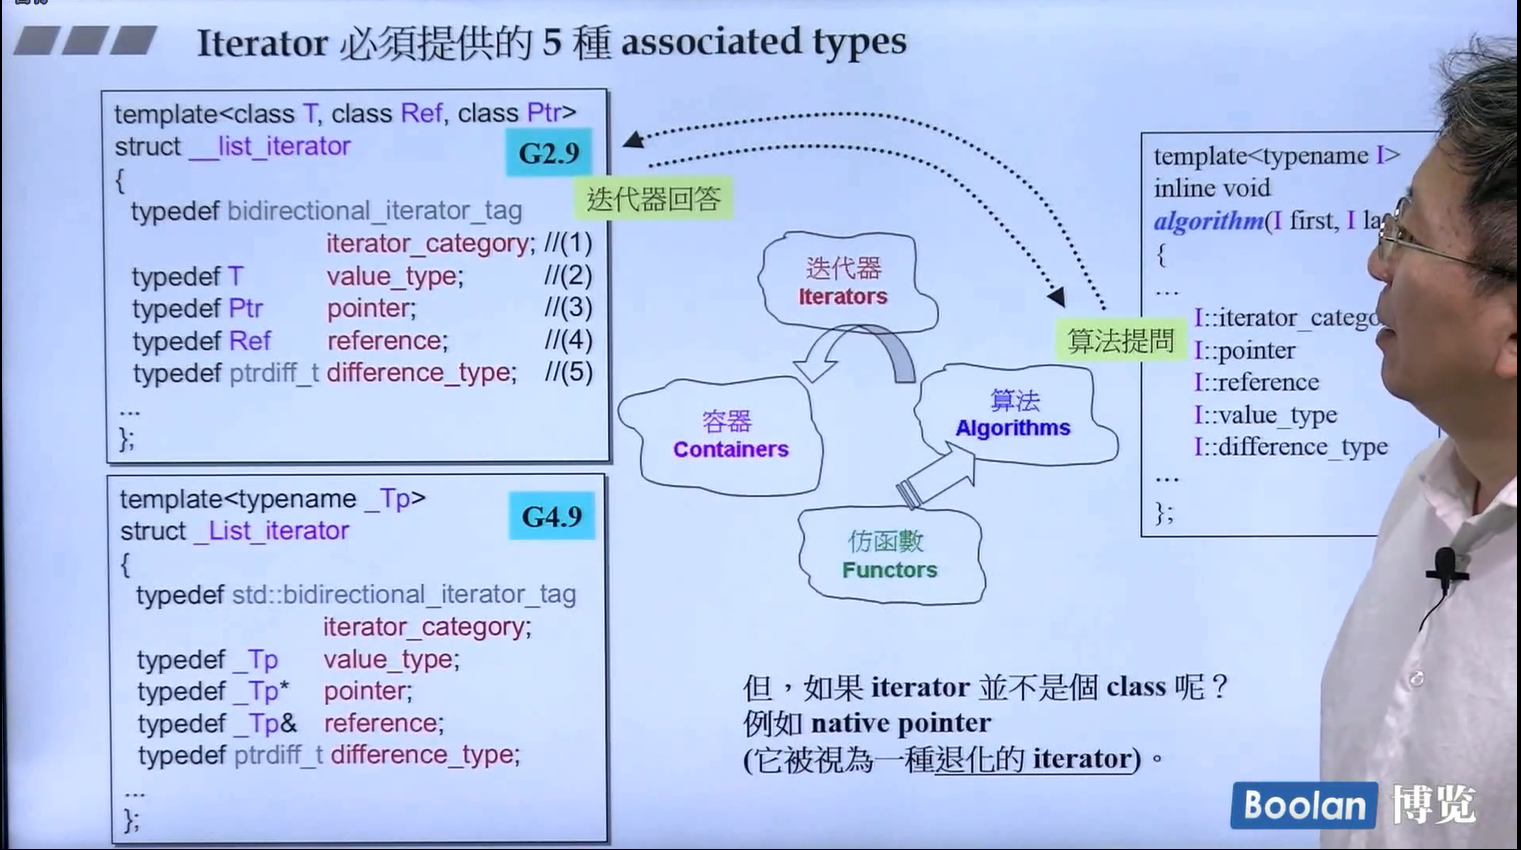 Iterator 必須提供的 5 種 associated types
template<class T, class Ref, class Ptr>
struct __list_iterator
G2.9
{
typedef bidirectional_iterator_tag
iterator_category; //(1)
typedef T value_type; //(2)
typedef Ptr pointer; //(3)
typedef Ref reference; //(4)
typedef ptrdiff_t difference_type; //(5)
...
};
template<typename _Tp>
struct _List_iterator
G4.9
{
typedef std::bidirectional_iterator_tag
iterator_category;
typedef _Tp value_type;
typedef _Tp* pointer;
typedef _Tp& reference;
typedef ptrdiff_t difference_type;
...
};
迭代器回答
迭代器
Iterators
容器
Containers
算法
Algorithms
仿函數
Functors
算法提問
template<typename I>
inline void
algorithm(I first, I la
{
...
I::iterator_catego
I::pointer
I::reference
I::value_type
I::difference_type
...
};
但，如果 iterator 並不是個 class 呢？
例如 native pointer
(它被視為一種退化的 iterator)。
Boolan 博览